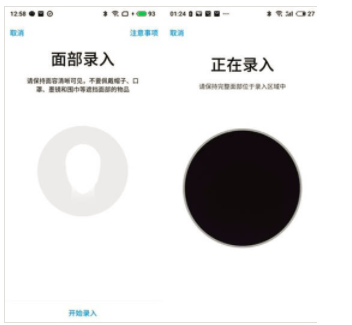 12:58
93
取消
注意事项
面部录入
请保持面容清晰可见，不要佩戴帽子、口
罩、墨镜和围巾等遮挡面部的物品
开始录入
01:24
5al
27
取消
正在录入
请保持完整面部位于录入区域中